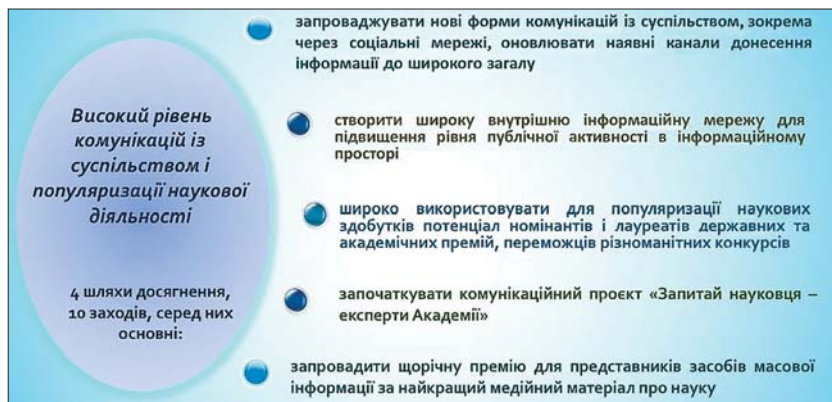 Високий рівень
комунікацій із
суспільством і
популяризації наукової
діяльності
4 шляхи досягнення,
10 заходів, серед них
основні:
запроваджувати нові форми комунікацій із суспільством, зокрема
через соціальні мережі, оновлювати наявні канали донесення
інформації до широкого загалу
створити широку внутрішню інформаційну мережу для
підвищення рівня публічної активності в інформаційному
просторі
широко використовувати для популяризації наукових
здобутків потенціал номінантів і лауреатів державних та
академічних премій, переможців різноманітних конкурсів
започаткувати комунікаційний проєкт «Запитай науковця –
експерти Академії»
запровадити щорічну премію для представників засобів масової
інформації за найкращий медійний матеріал про науку